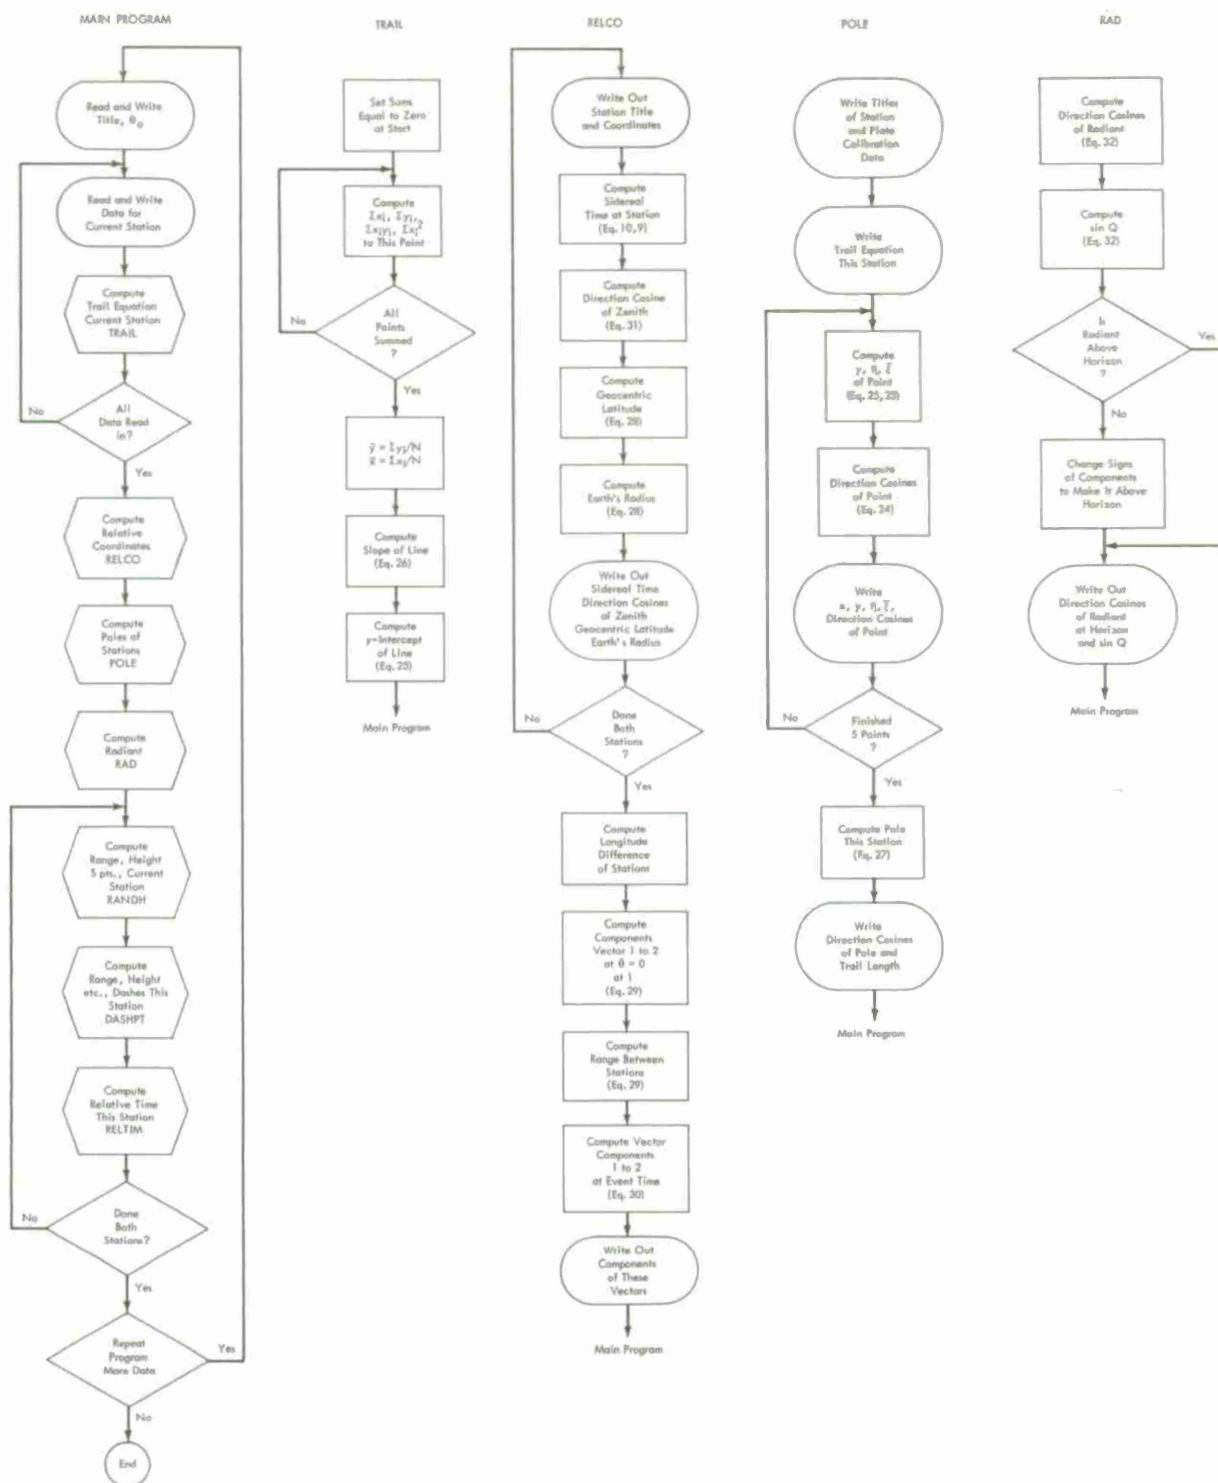 MAIN PROGRAM
Read and Write
Title, θo
Read and Write
Data for
Current Station
Compute
Trail Equation
Current Station
TRAIL
All
Data Read
in?
No
Yes
Compute
Relative
Coordinates
RELCO
Compute
Poles of
Stations
POLE
Compute
Radiant
RAD
Compute
Range, Height
5 pts., Current
Station
RANDH
Compute
Range, Height
etc., Dashes This
Station
DASHPT
Compute
Relative Time
This Station
RELTIM
Done
Both
Stations?
No
Yes
Repeat
Program
More Data
Yes
No
End
TRAIL
Set Sums
Equal to Zero
at Start
Compute
Σxi, Σyi,
Σxiyi, Σxi²
to This Point
All
Points
Summed
?
No
Yes
ȳ = Σyi/N
x̄ = Σxi/N
Compute
Slope of Line
(Eq. 26)
Compute
y-Intercept
of Line
(Eq. 25)
Main Program
RELCO
Write Out
Station Title
and Coordinates
Compute
Sidereal
Time at Station
(Eq. 10,9)
Compute
Direction Cosine
of Zenith
(Eq. 31)
Compute
Geocentric
Latitude
(Eq. 28)
Compute
Earth's Radius
(Eq. 28)
Write Out
Sidereal Time
Direction Cosines
of Zenith
Geocentric Latitude
Earth's Radius
Done
Both
Stations
?
No
Yes
Compute
Longitude
Difference
of Stations
Compute
Components
Vector 1 to 2
at θ = 0
at 1
(Eq. 29)
Compute
Range Between
Stations
(Eq. 29)
Compute Vector
Components
1 to 2
at Event Time
(Eq. 30)
Write Out
Components
of These
Vectors
Main Program
POLE
Write Titles
of Station
and Plate
Calibration
Data
Write
Trail Equation
This Station
Compute
y, η, ξ
of Point
(Eq. 25, 23)
Compute
Direction Cosines
of Point
(Eq. 24)
Write
x, y, η, ξ,
Direction Cosines
of Point
Finished
5 Points
?
No
Yes
Compute Pole
This Station
(Eq. 27)
Write
Direction Cosines
of Pole and
Trail Length
Main Program
RAD
Compute
Direction Cosines
of Radiant
(Eq. 32)
Compute
sin Q
(Eq. 32)
Is
Radiant
Above
Horizon
?
Yes
No
Change Signs
of Components
to Make It Above
Horizon
Write Out
Direction Cosines
of Radiant
at Horizon
and sin Q
Main Program